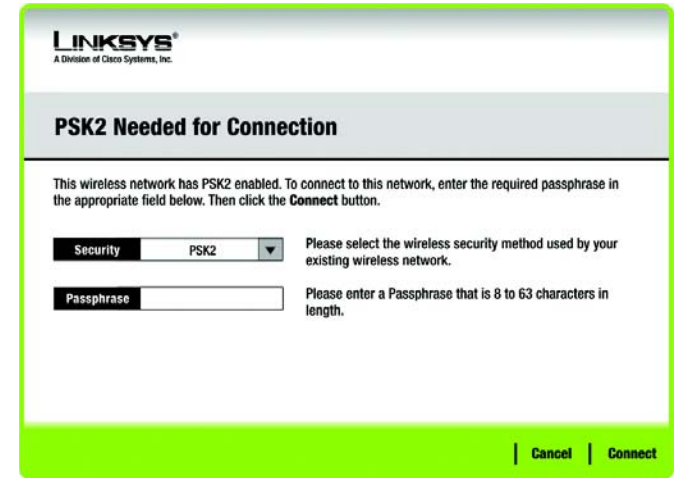 LINKSYS®
A Division of Cisco Systems, Inc.
PSK2 Needed for Connection
This wireless network has PSK2 enabled. To connect to this network, enter the required passphrase in
the appropriate field below. Then click the Connect button.
Security PSK2
Please select the wireless security method used by your
existing wireless network.
Passphrase
Please enter a Passphrase that is 8 to 63 characters in
length.
Cancel Connect